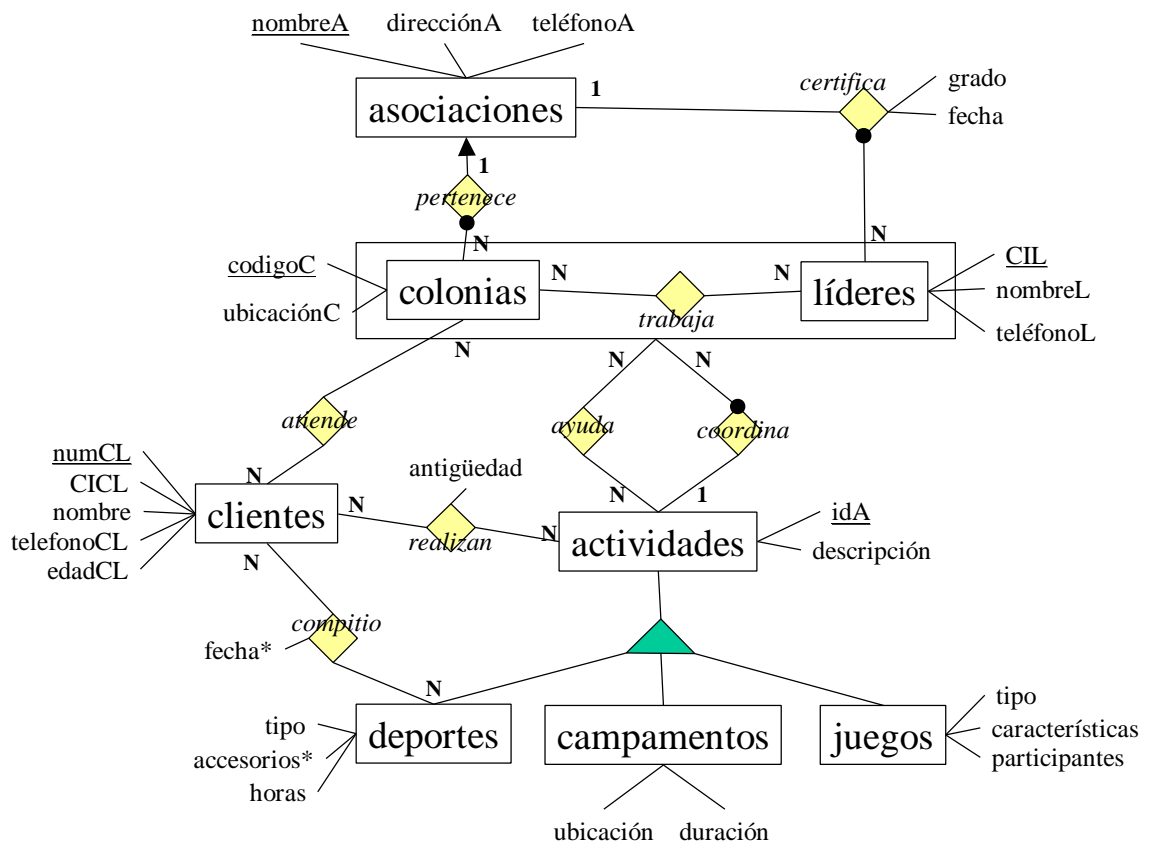 nombreA direcciónA teléfonoA
certifica
grado
fecha
1
asociaciones
1
pertenece
N
N
codigoC
ubicaciónC
colonias
N
N
trabaja
líderes
CIL
nombreL
teléfonoL
N
N
N
atiende
ayuda
coordina
numCL
CICL
nombre
telefonoCL
edadCL
N
clientes
N
N
antigüedad
realizan
N
N
1
actividades
idA
descripción
compitio
fecha*
N
tipo
accesorios*
horas
deportes
campamentos
juegos
tipo
características
participantes
ubicación duración